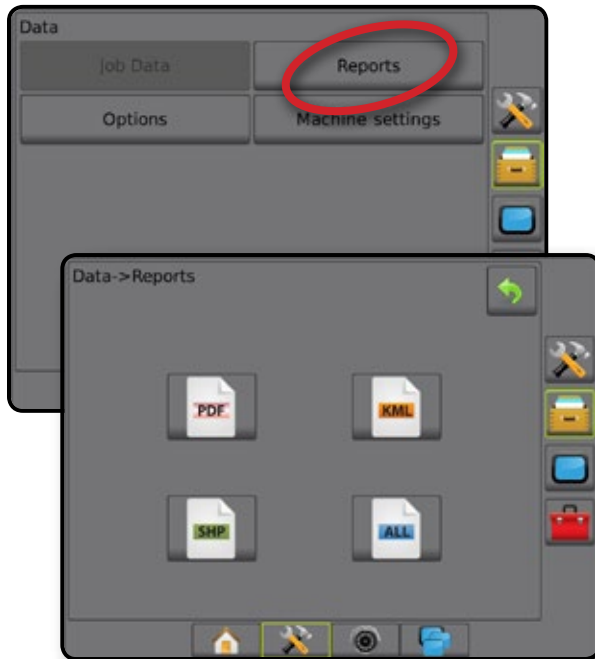 Data
Job Data
Reports
Options
Machine settings
Data->Reports
PDF
KML
SHP
ALL